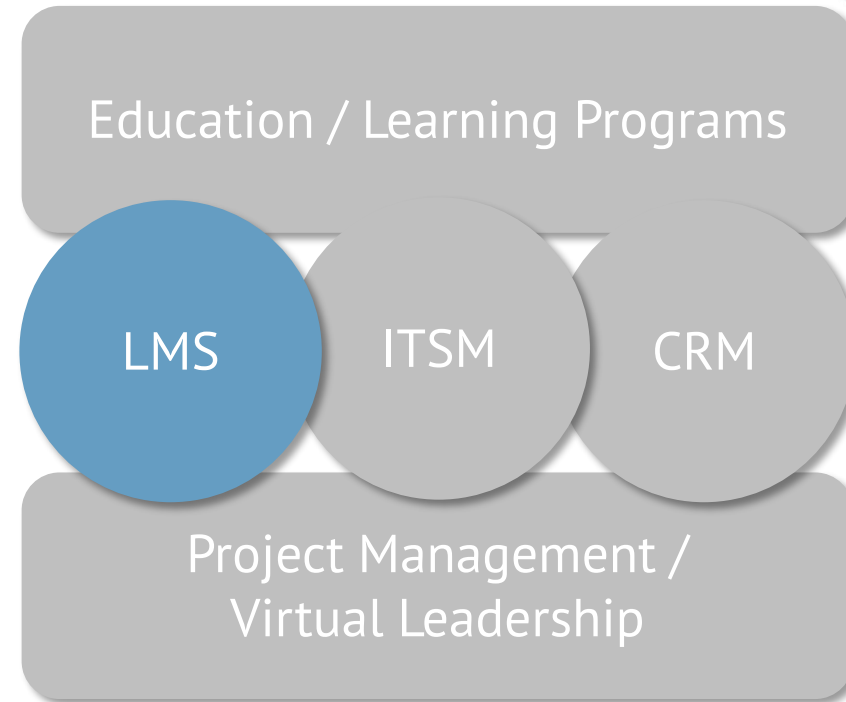 Education / Learning Programs
LMS
ITSM
CRM
Project Management /
Virtual Leadership